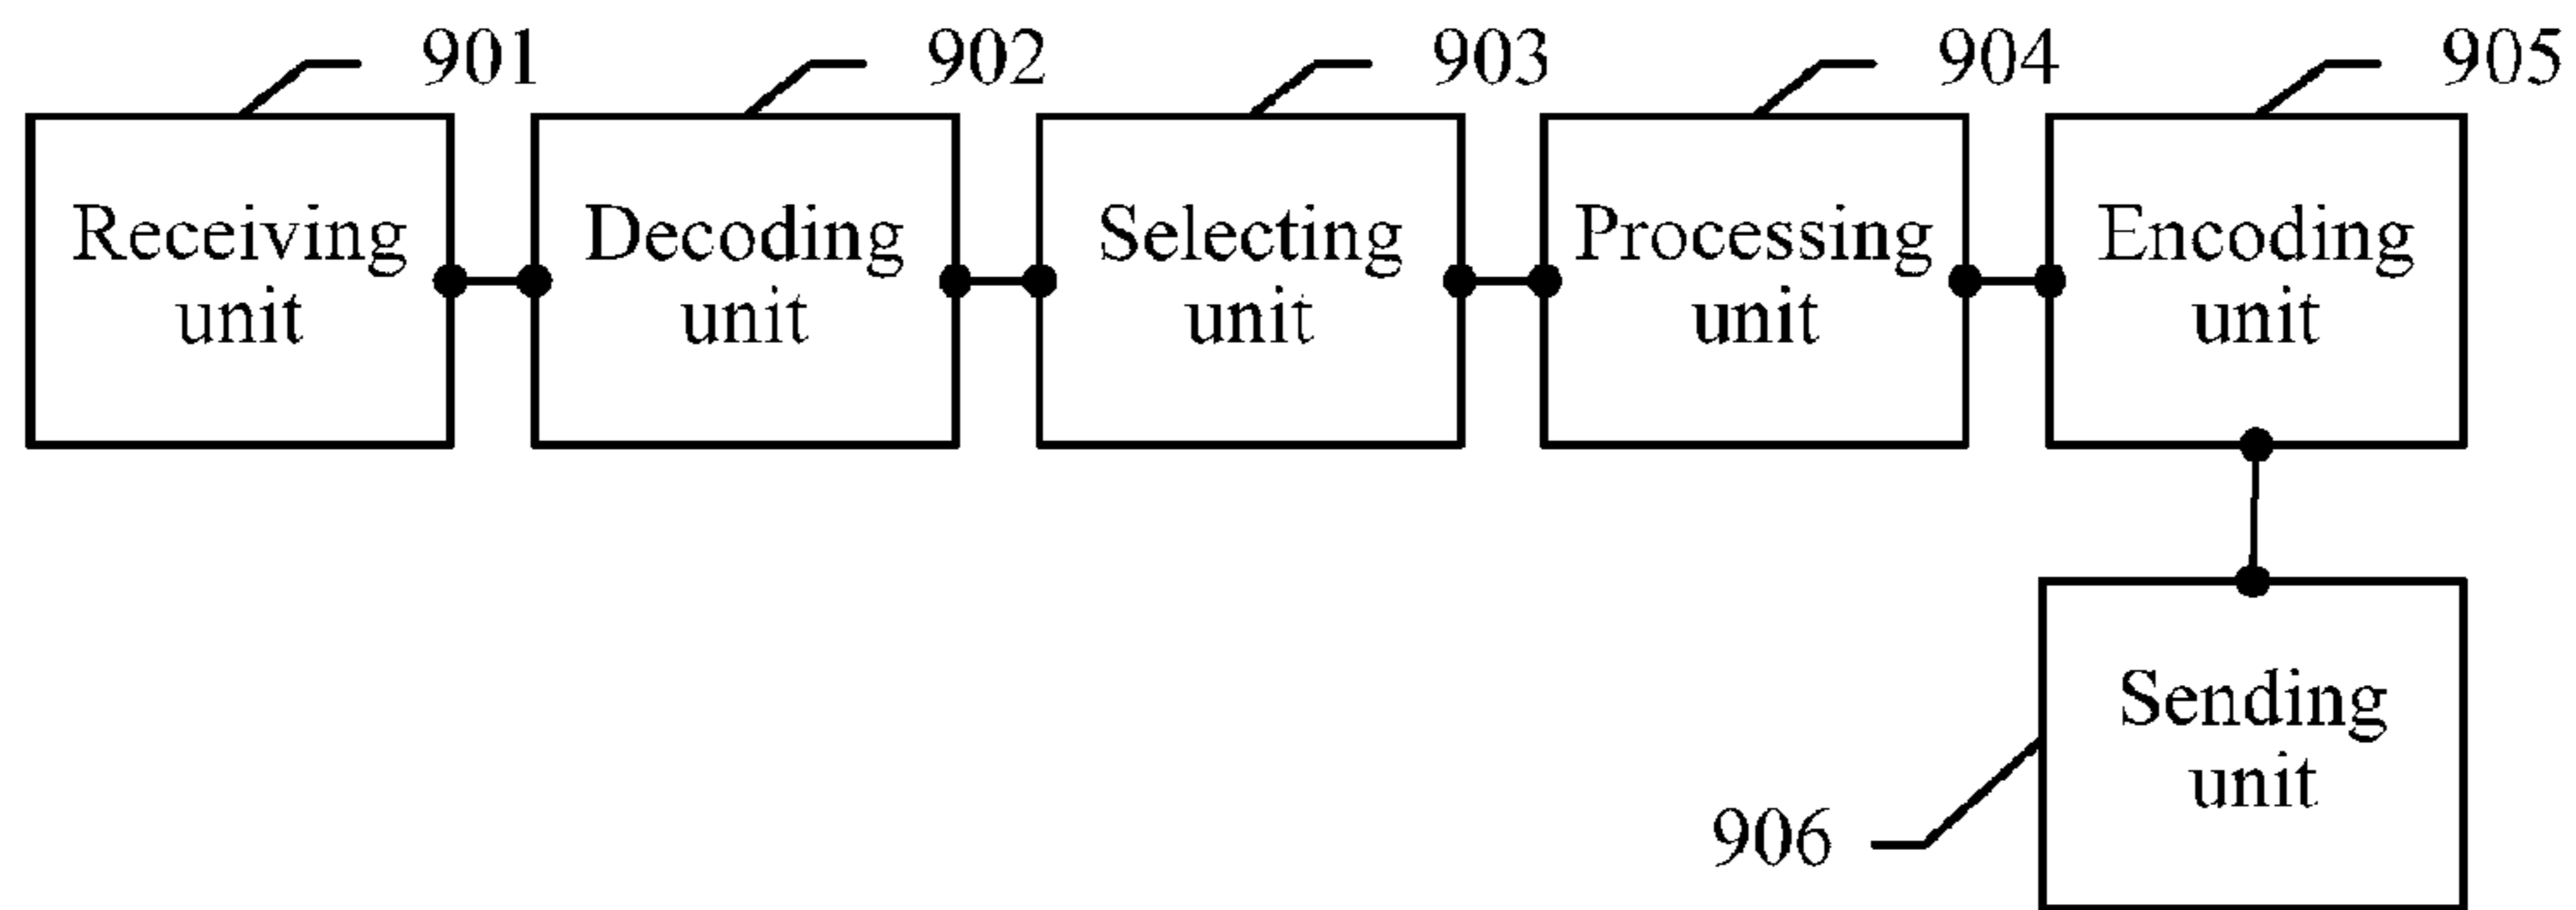 901
902
903
904
905
Receiving
unit
Decoding
unit
Selecting
unit
Processing
unit
Encoding
unit
Sending
unit
906